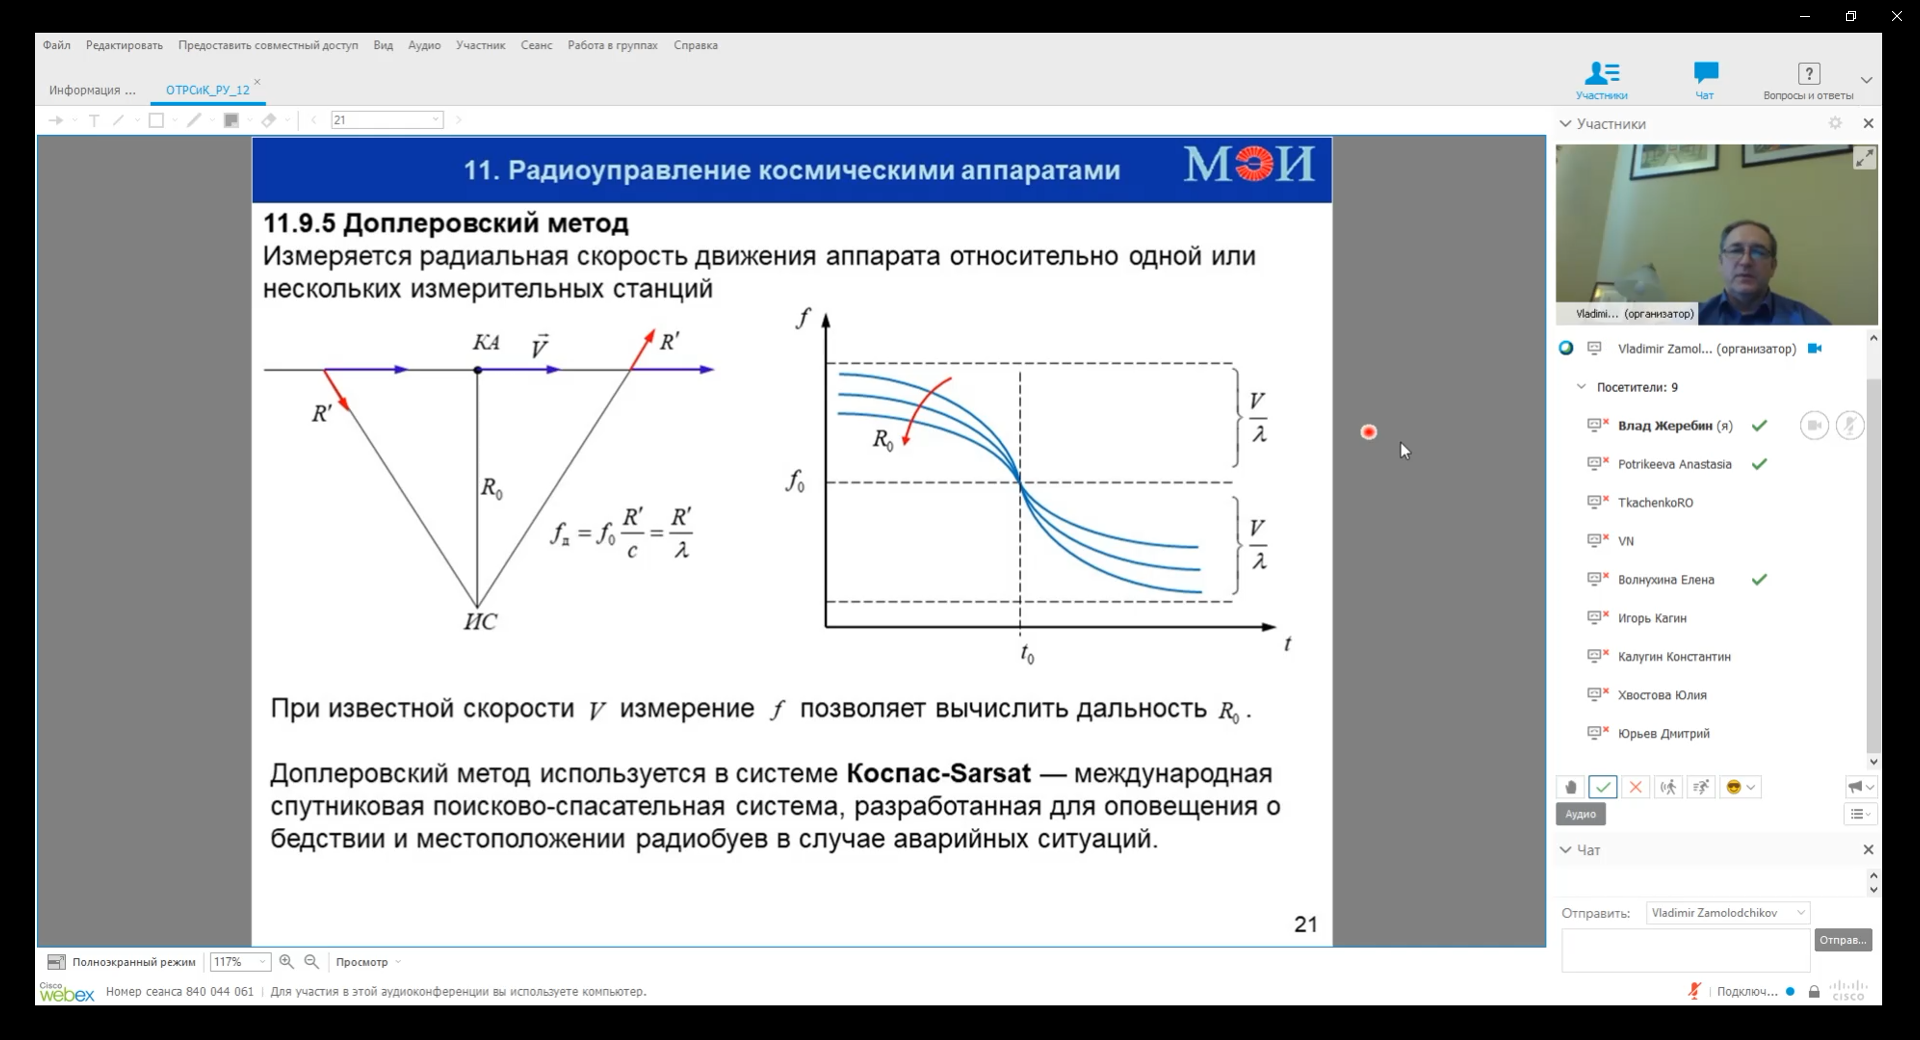 Файл Редактировать Предоставить совместный доступ Вид Аудио Участник Сеанс Работа в группах Справка
Информация ... ОТРСиК_РУ_12
Участники Чат Вопросы и ответы
T 21
Участники
11. Радиоуправление космическими аппаратами МЭИ
11.9.5 Доплеровский метод
Измеряется радиальная скорость движения аппарата относительно одной или
нескольких измерительных станций
КА V⃗ R′
R′
R₀
f_д = f₀ R′/c = R′/λ
ИС
f
V/λ
R₀
f₀
V/λ
t
t₀
При известной скорости V измерение f позволяет вычислить дальность R₀ .
Доплеровский метод используется в системе Коспас-Sarsat — международная
спутниковая поисково-спасательная система, разработанная для оповещения о
бедствии и местоположении радиобуев в случае аварийных ситуаций.
21
Vladimi... (организатор)
Vladimir Zamol... (организатор)
Посетители: 9
Влад Жеребин (я)
Potrikeeva Anastasia
TkachenkoRO
VN
Волнухина Елена
Игорь Кагин
Калугин Константин
Хвостова Юлия
Юрьев Дмитрий
Аудио
Чат
Отправить: Vladimir Zamolodchikov
Отправ...
Полноэкранный режим 117% Просмотр
Cisco
webex Номер сеанса 840 044 061 | Для участия в этой аудиоконференции вы используете компьютер.
Подключ...
CISCO